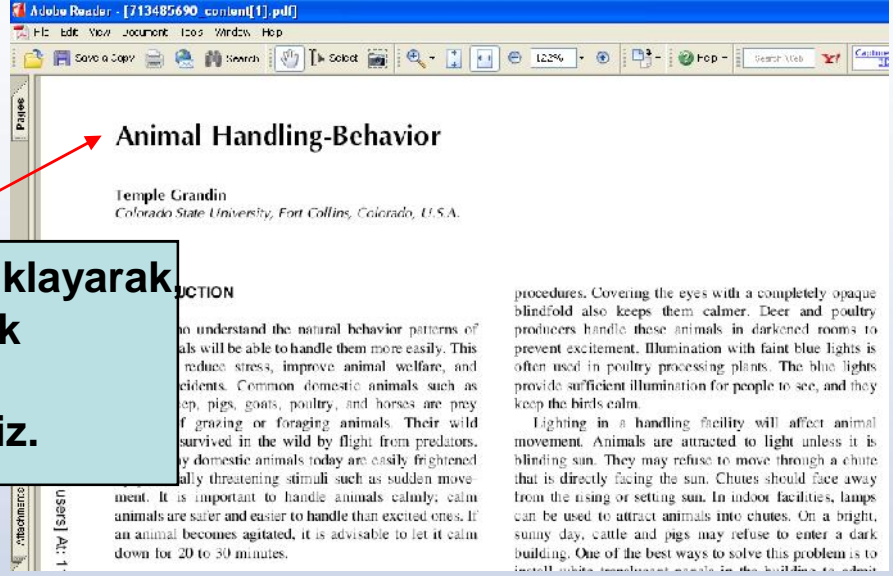 Adobe Reader - [713485690_content[1].pdf]
File Edit View Document Tools Window Help
Save a Copy Search Select 122% Help Search Web Y!
Pages
Animal Handling-Behavior
Temple Grandin
Colorado State University, Fort Collins, Colorado, U.S.A.
klayarak,
k
iz.
UCTION
o understand the natural behavior patterns of
als will be able to handle them more easily. This
reduce stress, improve animal welfare, and
cidents. Common domestic animals such as
ep, pigs, goats, poultry, and horses are prey
f grazing or foraging animals. Their wild
survived in the wild by flight from predators.
y domestic animals today are easily frightened
ally threatening stimuli such as sudden move-
ment. It is important to handle animals calmly; calm
animals are safer and easier to handle than excited ones. If
an animal becomes agitated, it is advisable to let it calm
down for 20 to 30 minutes.
procedures. Covering the eyes with a completely opaque
blindfold also keeps them calmer. Deer and poultry
producers handle these animals in darkened rooms to
prevent excitement. Illumination with faint blue lights is
often used in poultry processing plants. The blue lights
provide sufficient illumination for people to see, and they
keep the birds calm.
Lighting in a handling facility will affect animal
movement. Animals are attracted to light unless it is
blinding sun. They may refuse to move through a chute
that is directly facing the sun. Chutes should face away
from the rising or setting sun. In indoor facilities, lamps
can be used to attract animals into chutes. On a bright,
sunny day, cattle and pigs may refuse to enter a dark
building. One of the best ways to solve this problem is to
install white translucent panels in the building to admit
Attachments
users] At: 1